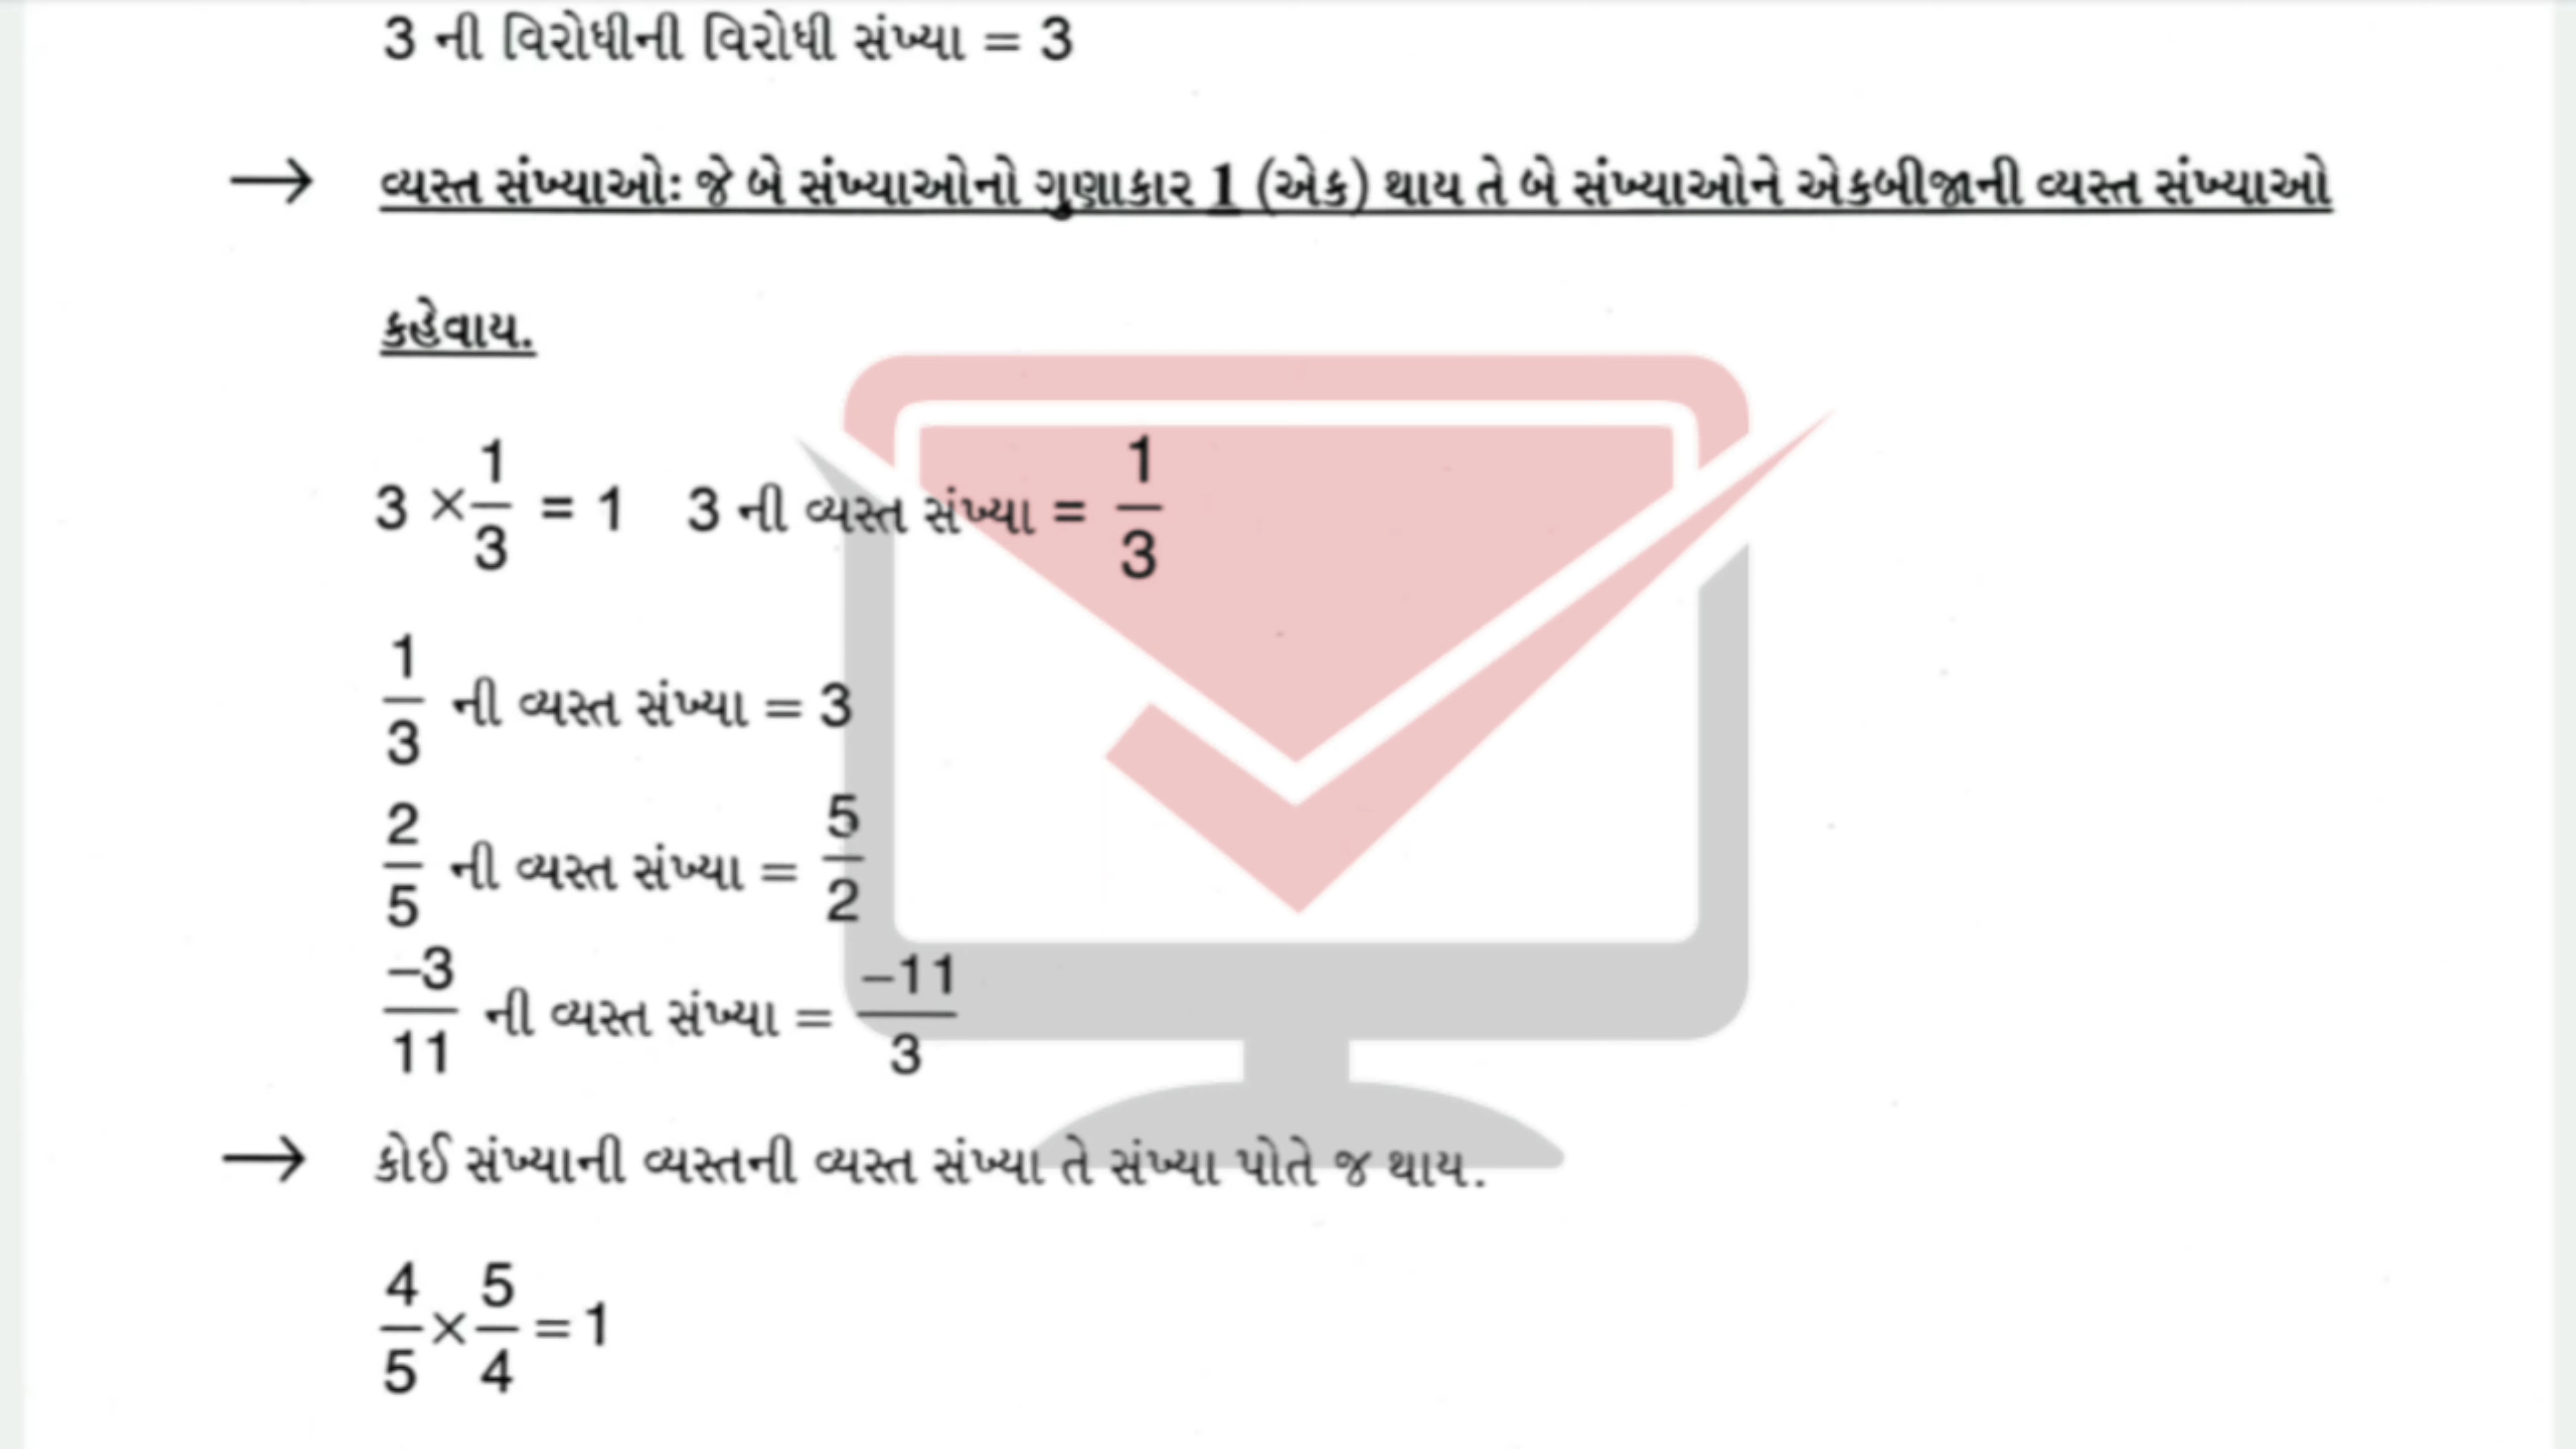 3 ની વિરોધીની વિરોધી સંખ્યા = 3
→ વ્યસ્ત સંખ્યાઓઃ જે બે સંખ્યાઓનો ગુણાકાર 1 (એક) થાય તે બે સંખ્યાઓને એકબીજાની વ્યસ્ત સંખ્યાઓ
કહેવાય.
3 × 1/3 = 1 3 ની વ્યસ્ત સંખ્યા = 1/3
1/3 ની વ્યસ્ત સંખ્યા = 3
2/5 ની વ્યસ્ત સંખ્યા = 5/2
–3/11 ની વ્યસ્ત સંખ્યા = –11/3
→ કોઈ સંખ્યાની વ્યસ્તની વ્યસ્ત સંખ્યા તે સંખ્યા પોતે જ થાય.
4/5 × 5/4 = 1